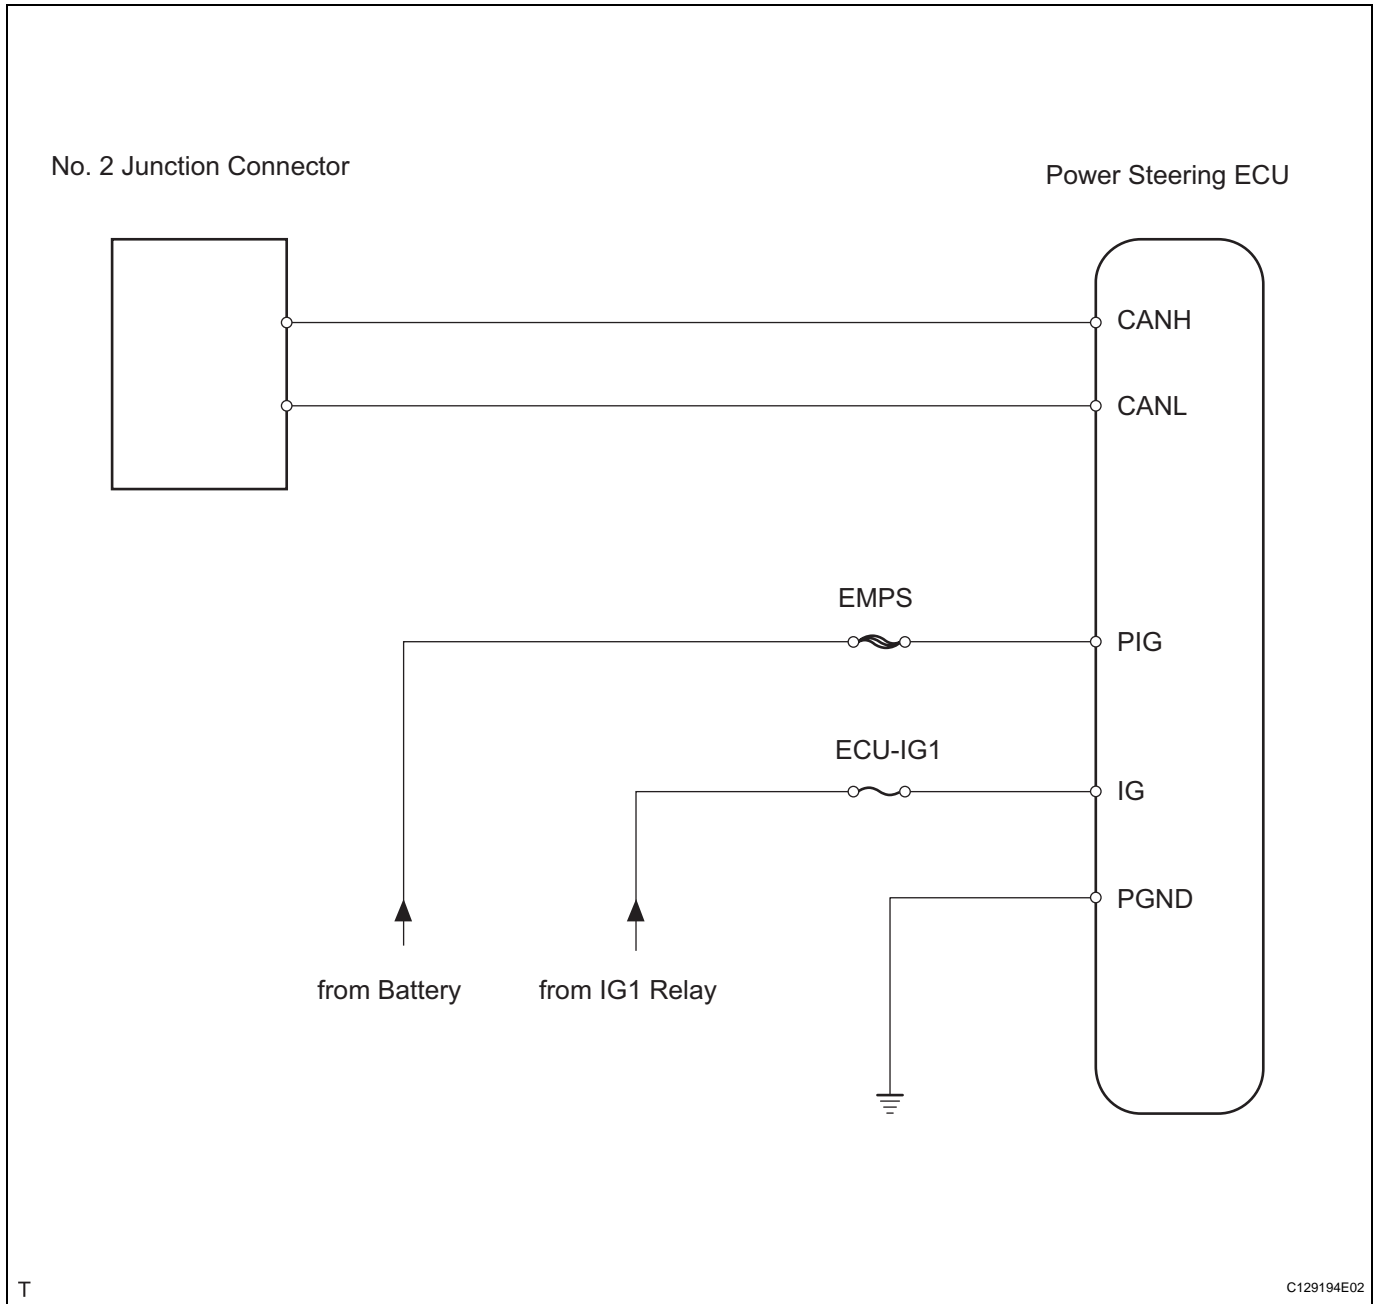 No. 2 Junction Connector
Power Steering ECU
CANH
CANL
EMPS
PIG
ECU-IG1
IG
PGND
from Battery
from IG1 Relay
T
C129194E02